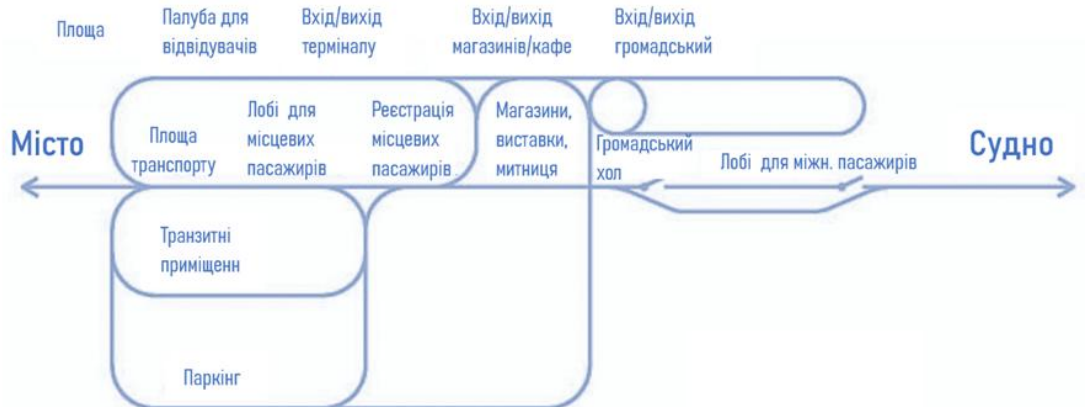 Площа
Палуба для
відвідувачів
Вхід/вихід
терміналу
Вхід/вихід
магазинів/кафе
Вхід/вихід
громадський
Місто
Площа
транспорту
Лобі для
місцевих
пасажирів
Реєстрація
місцевих
пасажирів
Магазини,
виставки,
митниця
Громадський
хол
Лобі для міжн. пасажирів
Судно
Транзитні
приміщенн
Паркінг